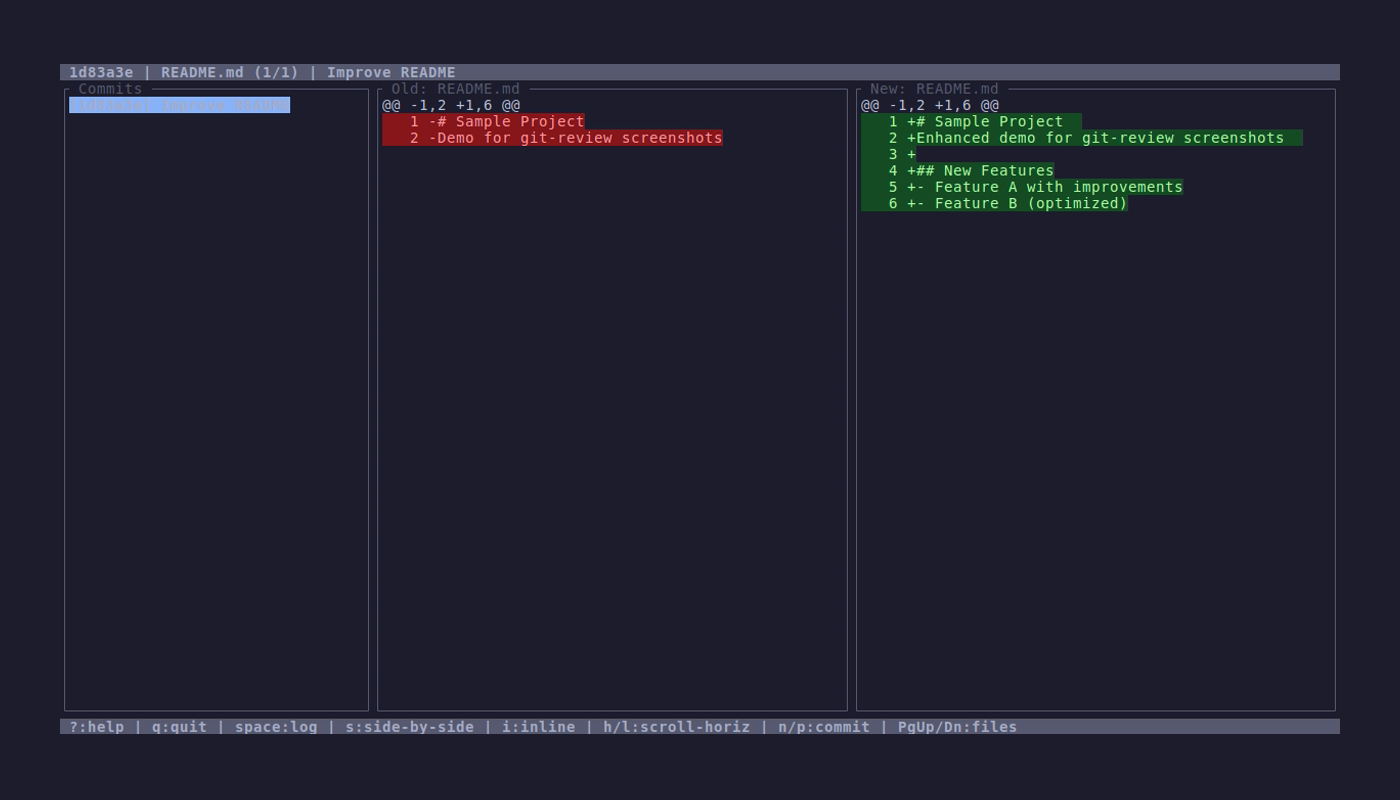 1d83a3e | README.md (1/1) | Improve README
Commits
[1d83a3e] Improve README
Old: README.md
@@ -1,2 +1,6 @@
1 -# Sample Project
2 -Demo for git-review screenshots
New: README.md
@@ -1,2 +1,6 @@
1 +# Sample Project
2 +Enhanced demo for git-review screenshots
3 +
4 +## New Features
5 +- Feature A with improvements
6 +- Feature B (optimized)
?:help | q:quit | space:log | s:side-by-side | i:inline | h/l:scroll-horiz | n/p:commit | PgUp/Dn:files